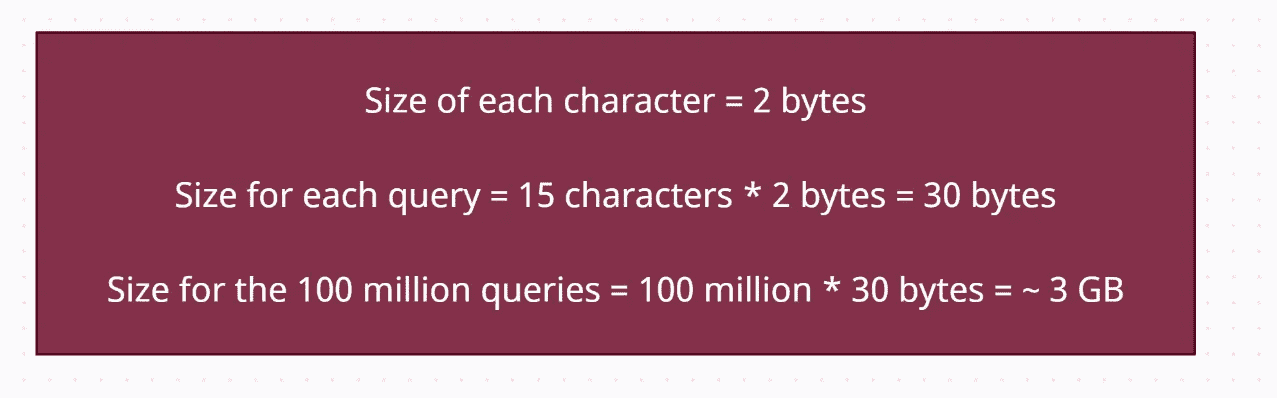 Size of each character = 2 bytes
Size for each query = 15 characters * 2 bytes = 30 bytes
Size for the 100 million queries = 100 million * 30 bytes = ~ 3 GB